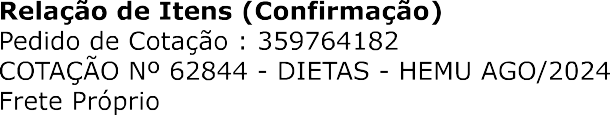 Relação de Itens (Confirmação)
Pedido de Cotação : 359764182
COTAÇÃO Nº 62844 - DIETAS - HEMU AGO/2024
Frete Próprio